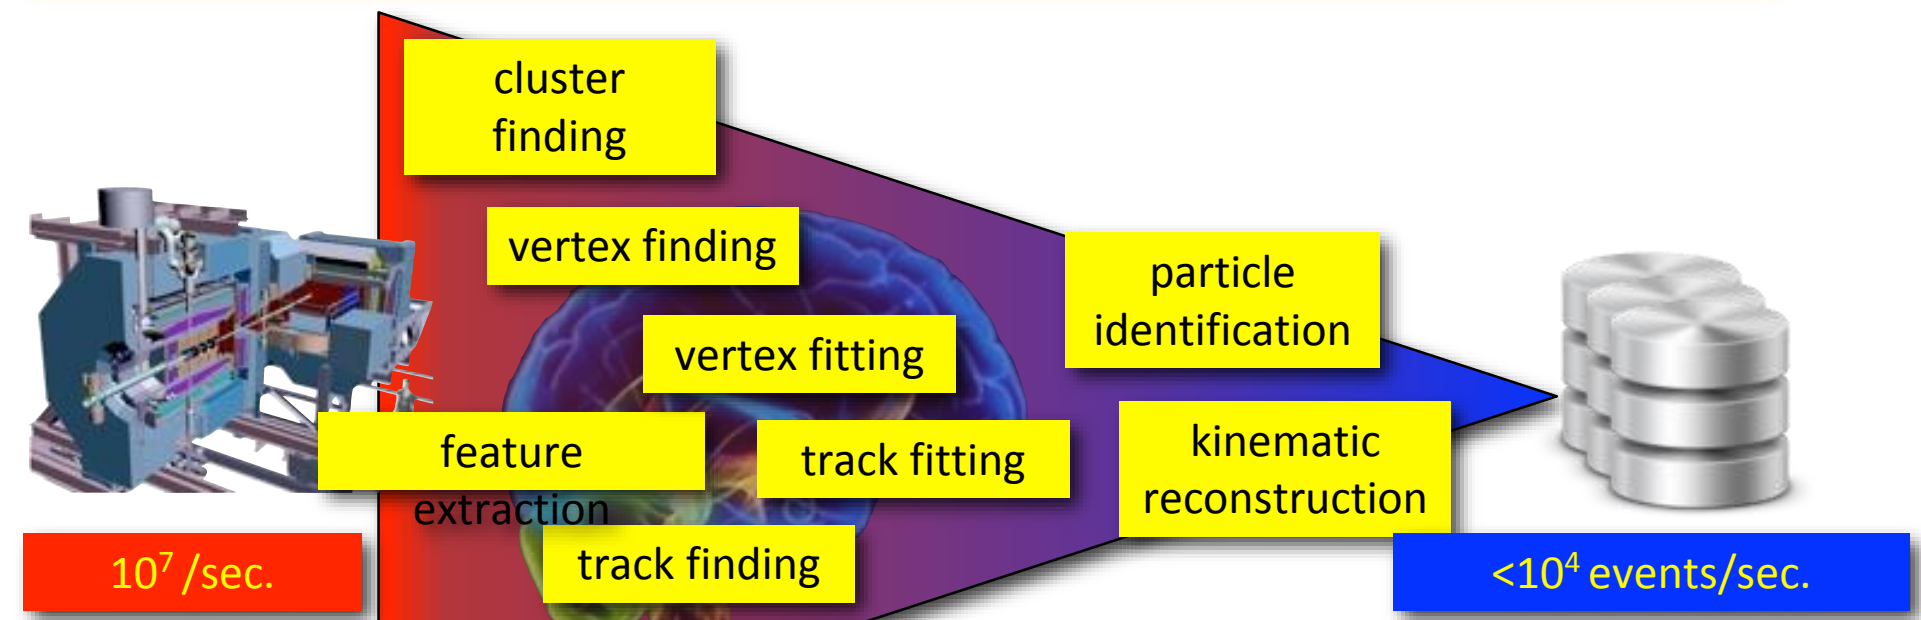 cluster
finding
vertex finding
particle
identification
vertex fitting
feature
extraction
track fitting
kinematic
reconstruction
track finding
10⁷ /sec.
<10⁴ events/sec.